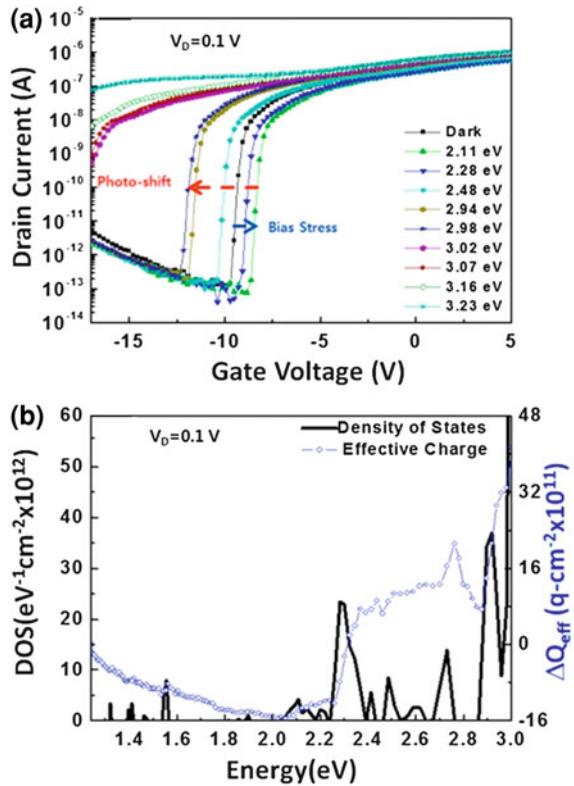 (a)
V_D=0.1 V
Drain Current (A)
10^-5
10^-6
10^-7
10^-8
10^-9
10^-10
10^-11
10^-12
10^-13
10^-14
Photo-shift
Bias Stress
Dark
2.11 eV
2.28 eV
2.48 eV
2.94 eV
2.98 eV
3.02 eV
3.07 eV
3.16 eV
3.23 eV
-15 -10 -5 0 5
Gate Voltage (V)
(b)
V_D=0.1 V
Density of States
Effective Charge
DOS(eV^-1cm^-2x10^12)
60
50
40
30
20
10
0
48
32
16
0
-16
ΔQ_eff (q-cm^-2x10^11)
1.4 1.6 1.8 2.0 2.2 2.4 2.6 2.8 3.0
Energy(eV)